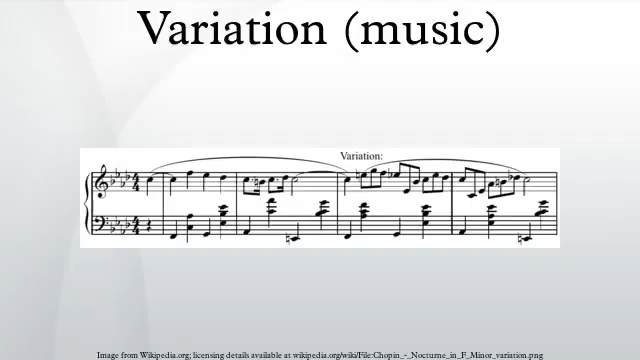 Variation (music)
Variation:
Image from Wikipedia.org; licensing details available at wikipedia.org/wiki/File:Chopin_-_Nocturne_in_F_Minor_variation.png